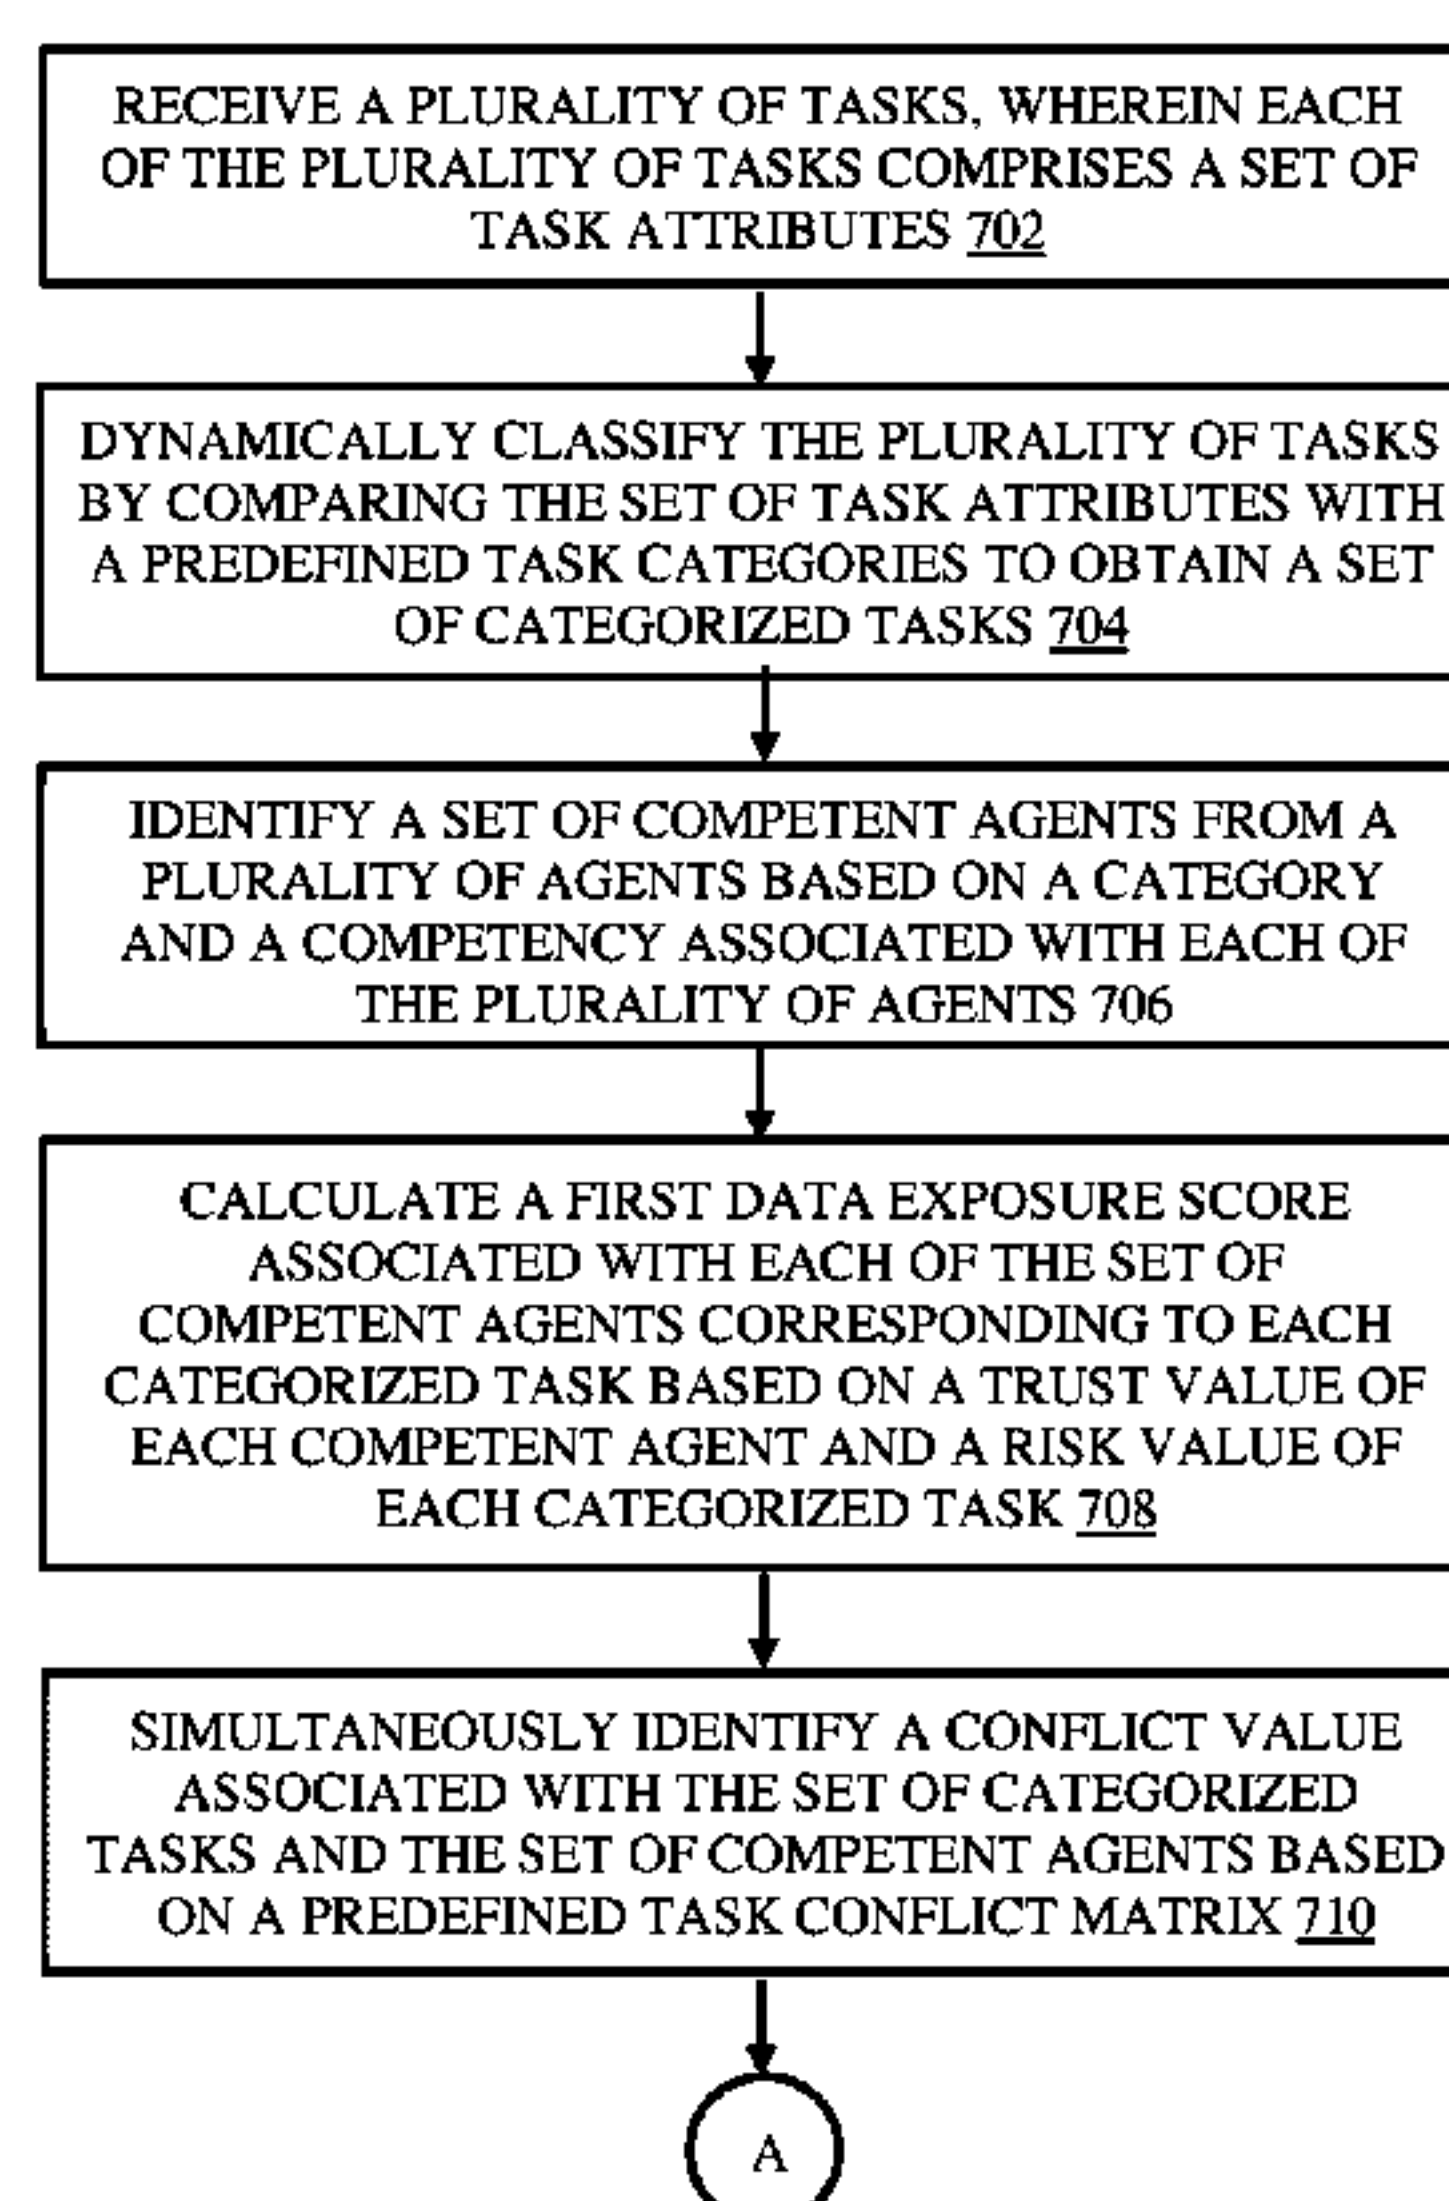 RECEIVE A PLURALITY OF TASKS, WHEREIN EACH
OF THE PLURALITY OF TASKS COMPRISES A SET OF
TASK ATTRIBUTES 702
DYNAMICALLY CLASSIFY THE PLURALITY OF TASKS
BY COMPARING THE SET OF TASK ATTRIBUTES WITH
A PREDEFINED TASK CATEGORIES TO OBTAIN A SET
OF CATEGORIZED TASKS 704
IDENTIFY A SET OF COMPETENT AGENTS FROM A
PLURALITY OF AGENTS BASED ON A CATEGORY
AND A COMPETENCY ASSOCIATED WITH EACH OF
THE PLURALITY OF AGENTS 706
CALCULATE A FIRST DATA EXPOSURE SCORE
ASSOCIATED WITH EACH OF THE SET OF
COMPETENT AGENTS CORRESPONDING TO EACH
CATEGORIZED TASK BASED ON A TRUST VALUE OF
EACH COMPETENT AGENT AND A RISK VALUE OF
EACH CATEGORIZED TASK 708
SIMULTANEOUSLY IDENTIFY A CONFLICT VALUE
ASSOCIATED WITH THE SET OF CATEGORIZED
TASKS AND THE SET OF COMPETENT AGENTS BASED
ON A PREDEFINED TASK CONFLICT MATRIX 710
A